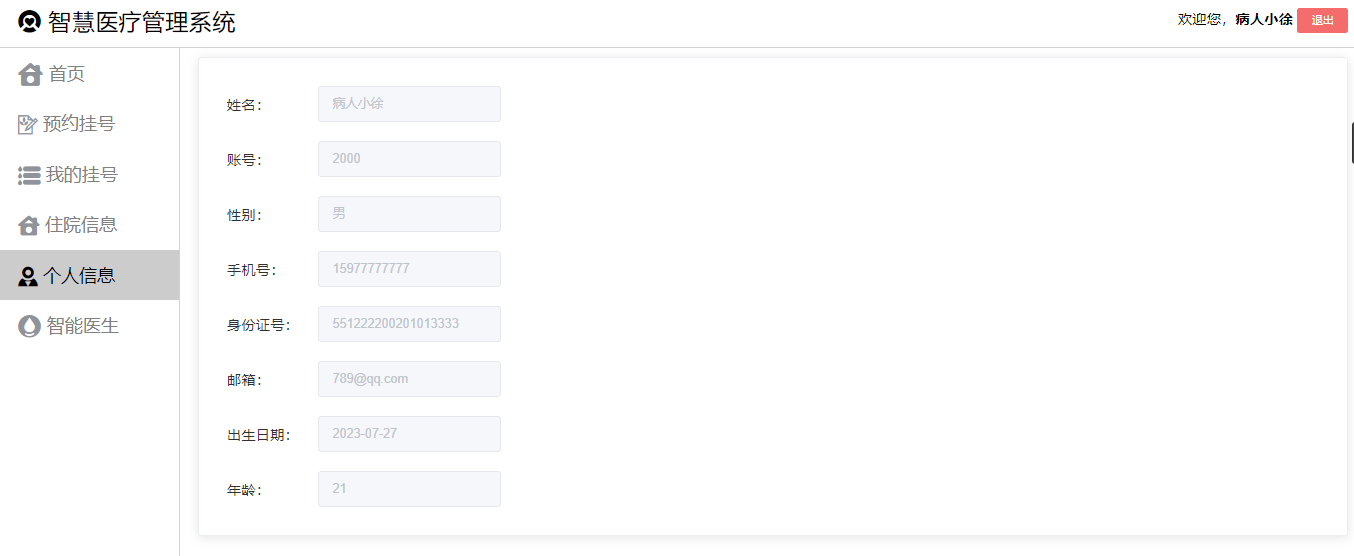 智慧医疗管理系统
欢迎您，病人小徐 退出
首页
预约挂号
我的挂号
住院信息
个人信息
智能医生
姓名： 病人小徐
账号： 2000
性别： 男
手机号： 15977777777
身份证号： 551222200201013333
邮箱： 789@qq.com
出生日期： 2023-07-27
年龄： 21